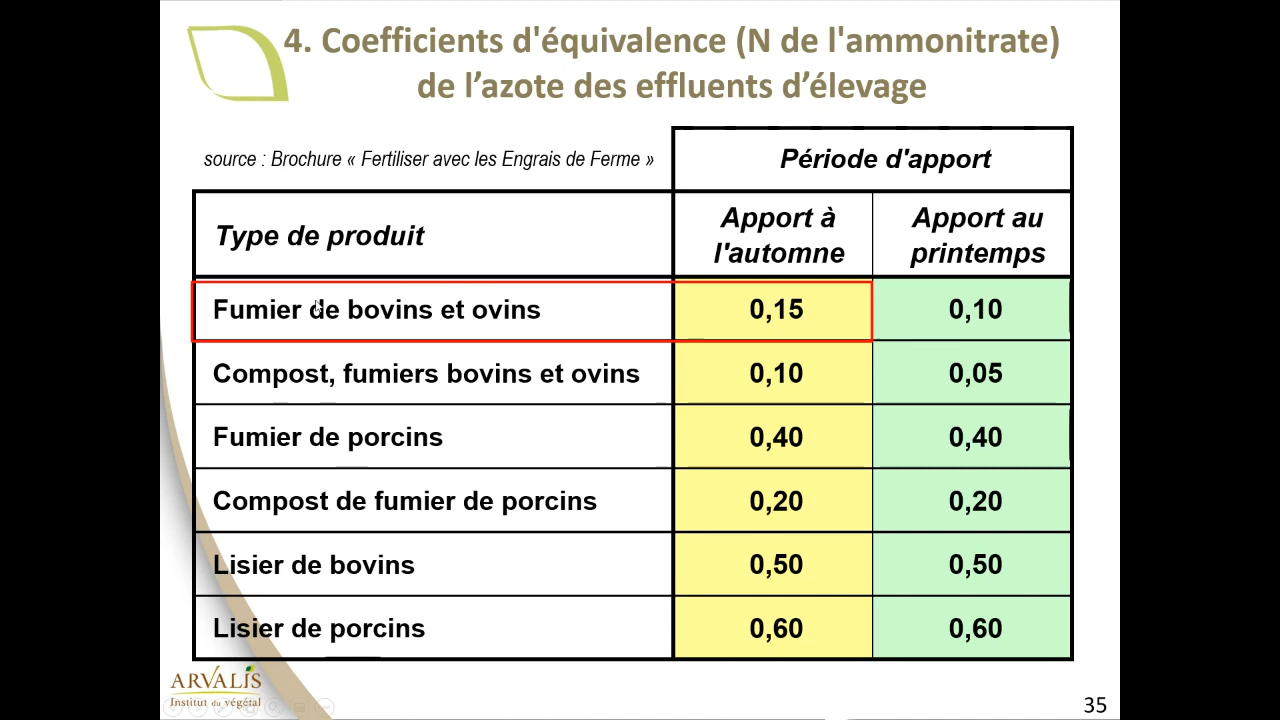 4. Coefficients d'équivalence (N de l'ammonitrate)
de l’azote des effluents d’élevage
source : Brochure « Fertiliser avec les Engrais de Ferme »
Période d'apport
Type de produit
Apport à
l'automne
Apport au
printemps
Fumier de bovins et ovins 0,15 0,10
Compost, fumiers bovins et ovins 0,10 0,05
Fumier de porcins 0,40 0,40
Compost de fumier de porcins 0,20 0,20
Lisier de bovins 0,50 0,50
Lisier de porcins 0,60 0,60
ARVALIS
Institut du végétal
35